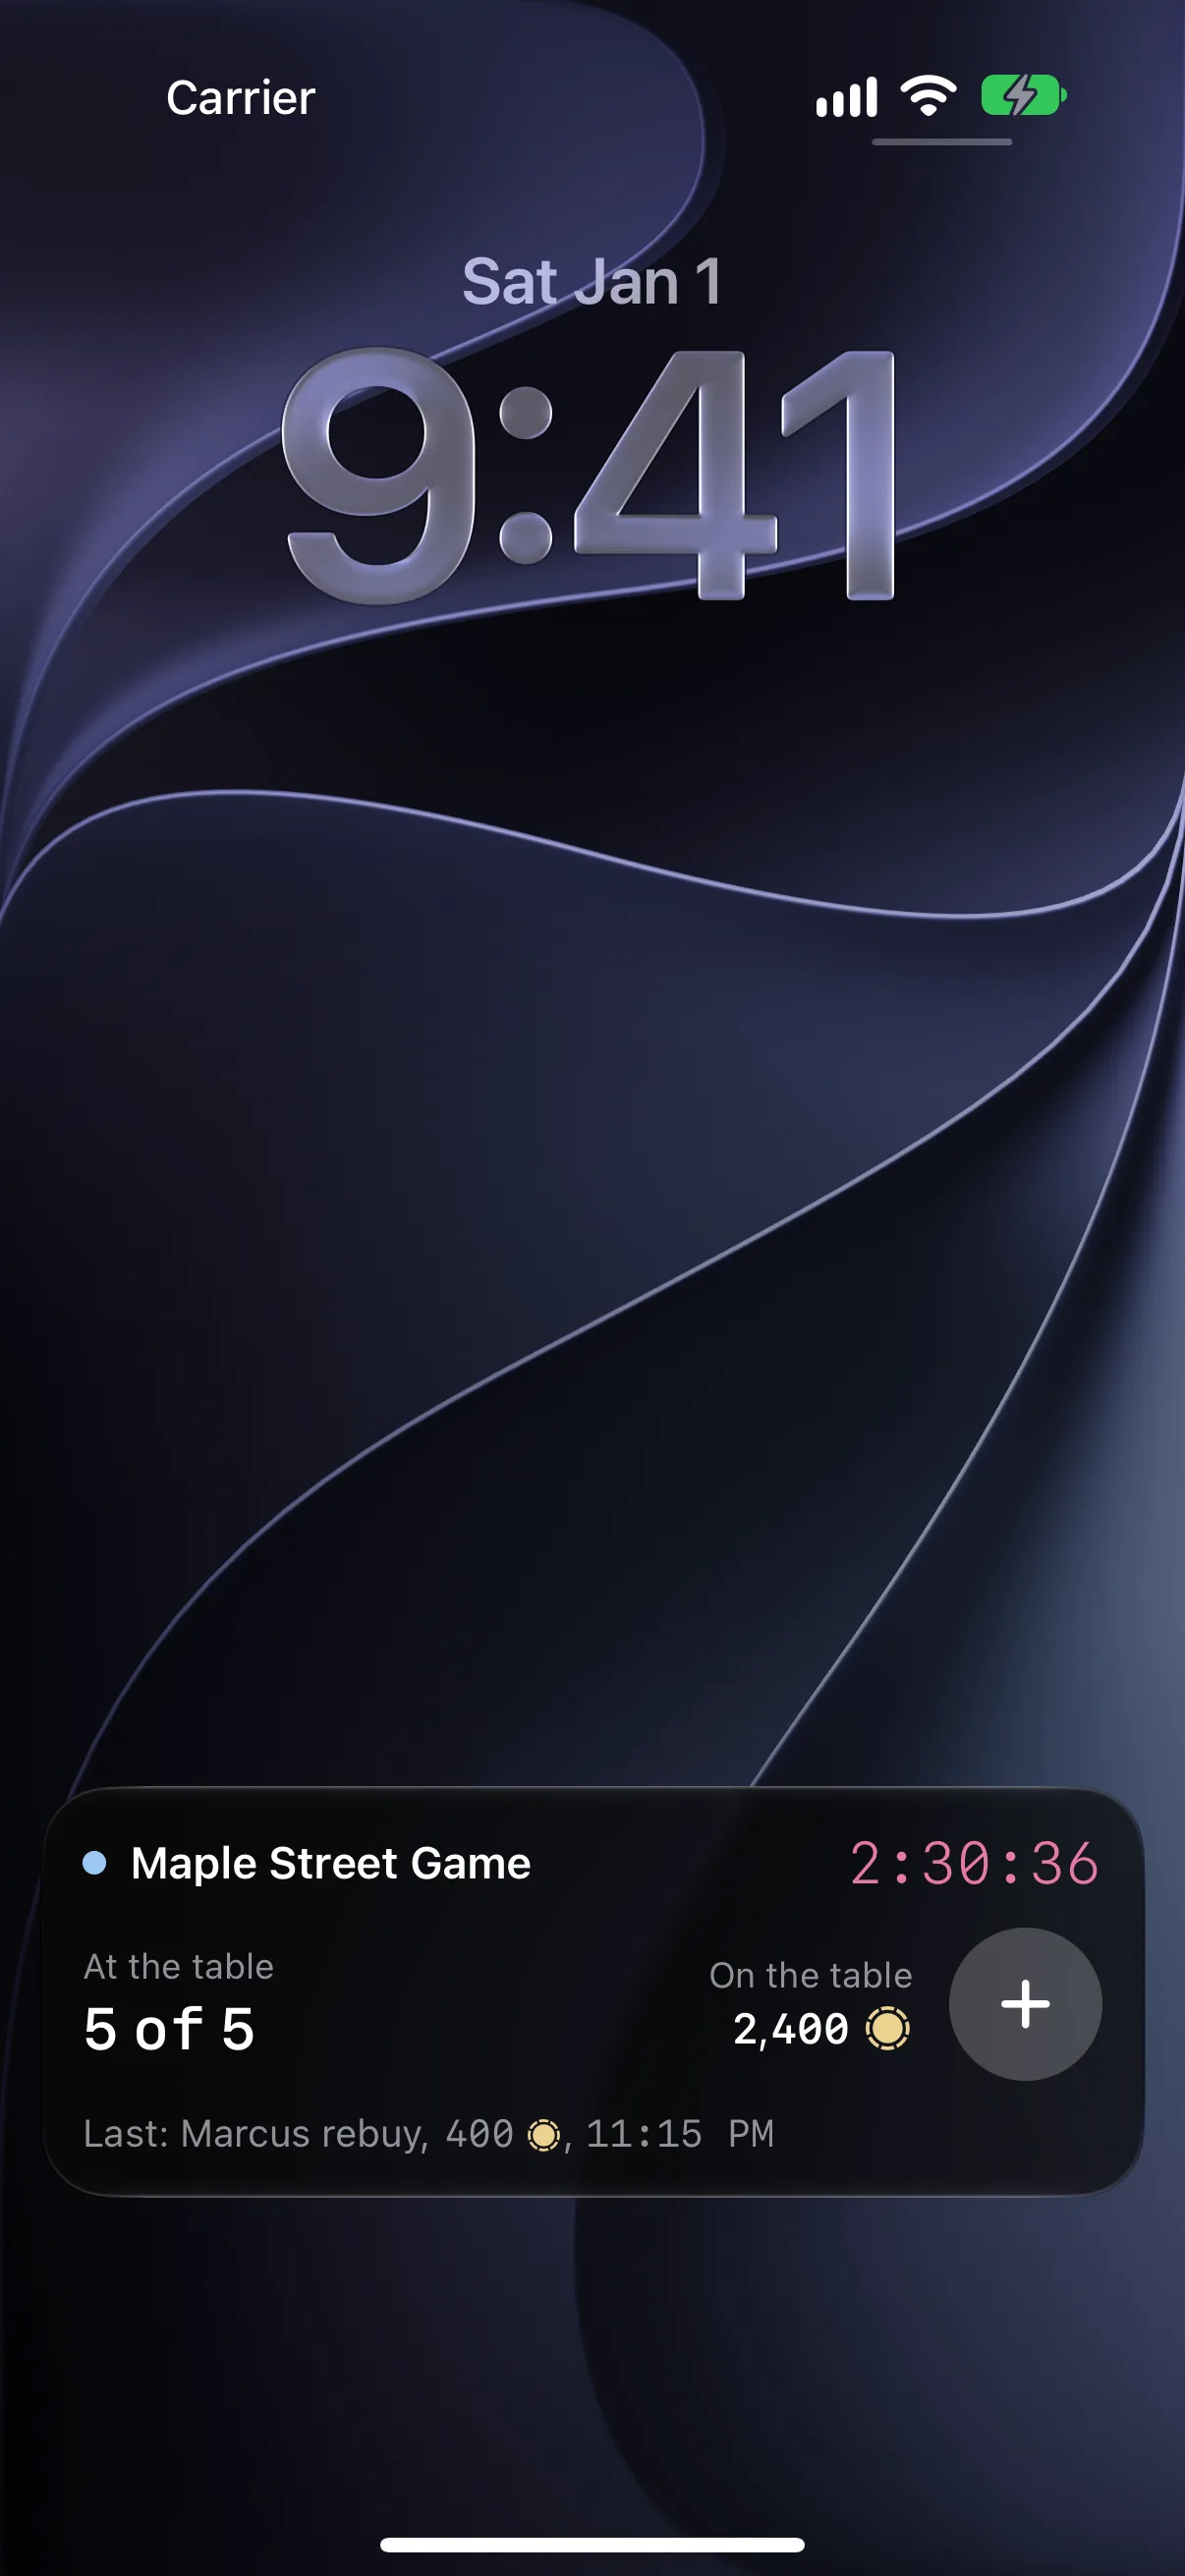 Carrier
Sat Jan 1
9:41
Maple Street Game
2:30:36
At the table
5 of 5
On the table
2,400
Last: Marcus rebuy, 400 , 11:15 PM